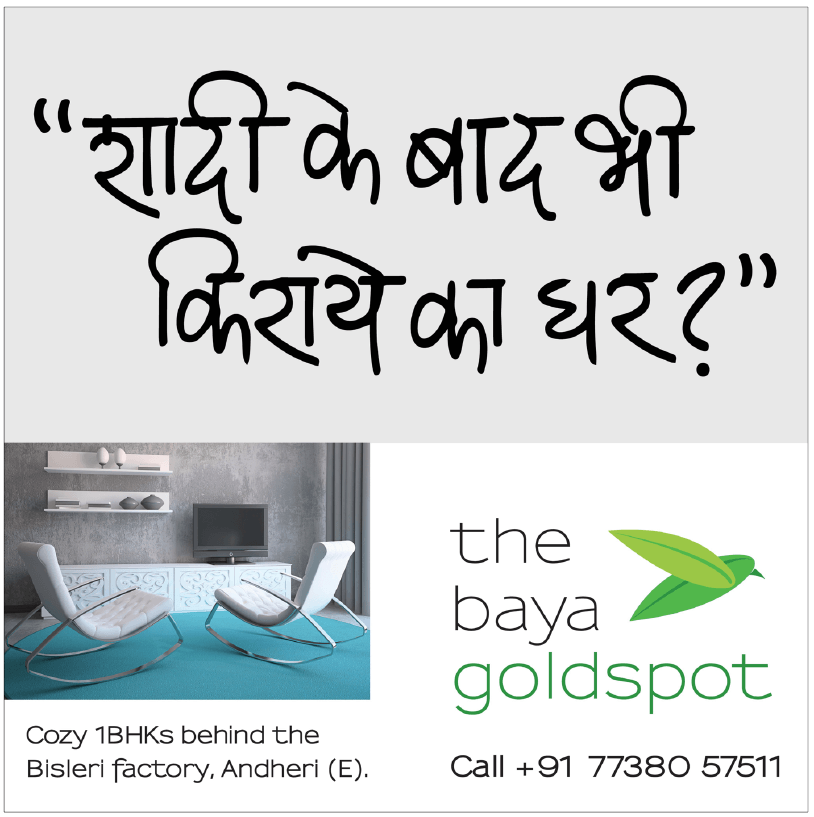 “शादी के बाद भी
किराये का घर?”
the
baya
goldspot
Cozy 1BHKs behind the
Bisleri factory, Andheri (E).
Call +91 77380 57511